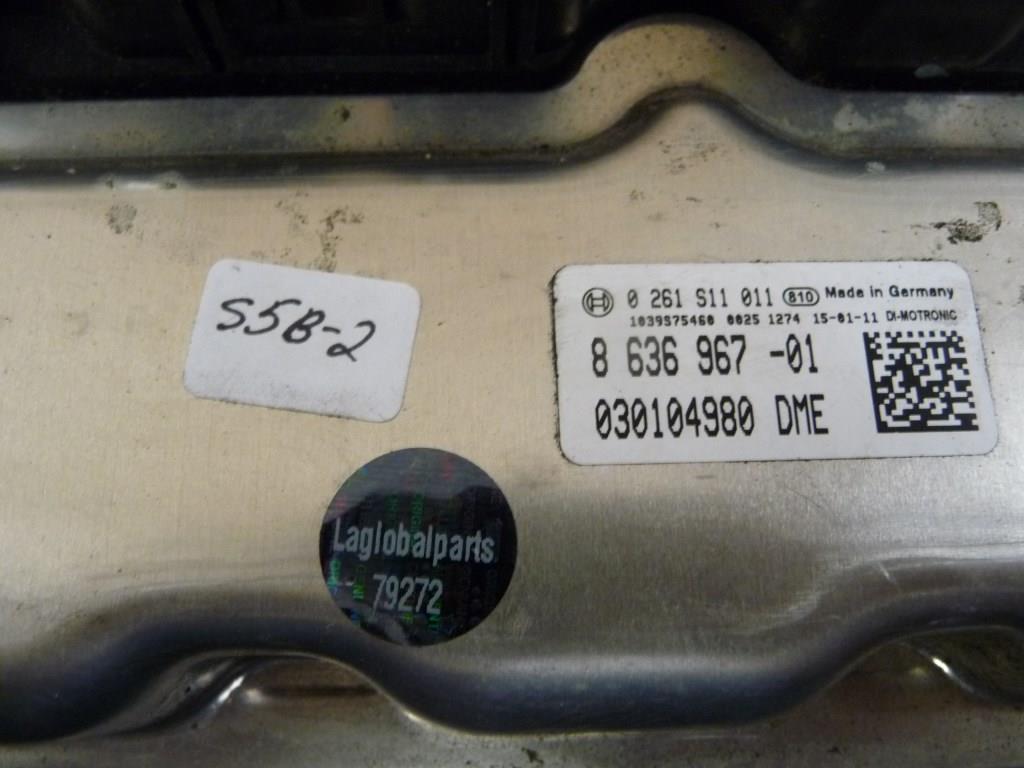 S5B-2
0 261 S11 011 810 Made in Germany
1039S75460 0025 1274 15-01-11 DI-MOTRONIC
8 636 967 -01
030104980 DME
Laglobalparts
79272